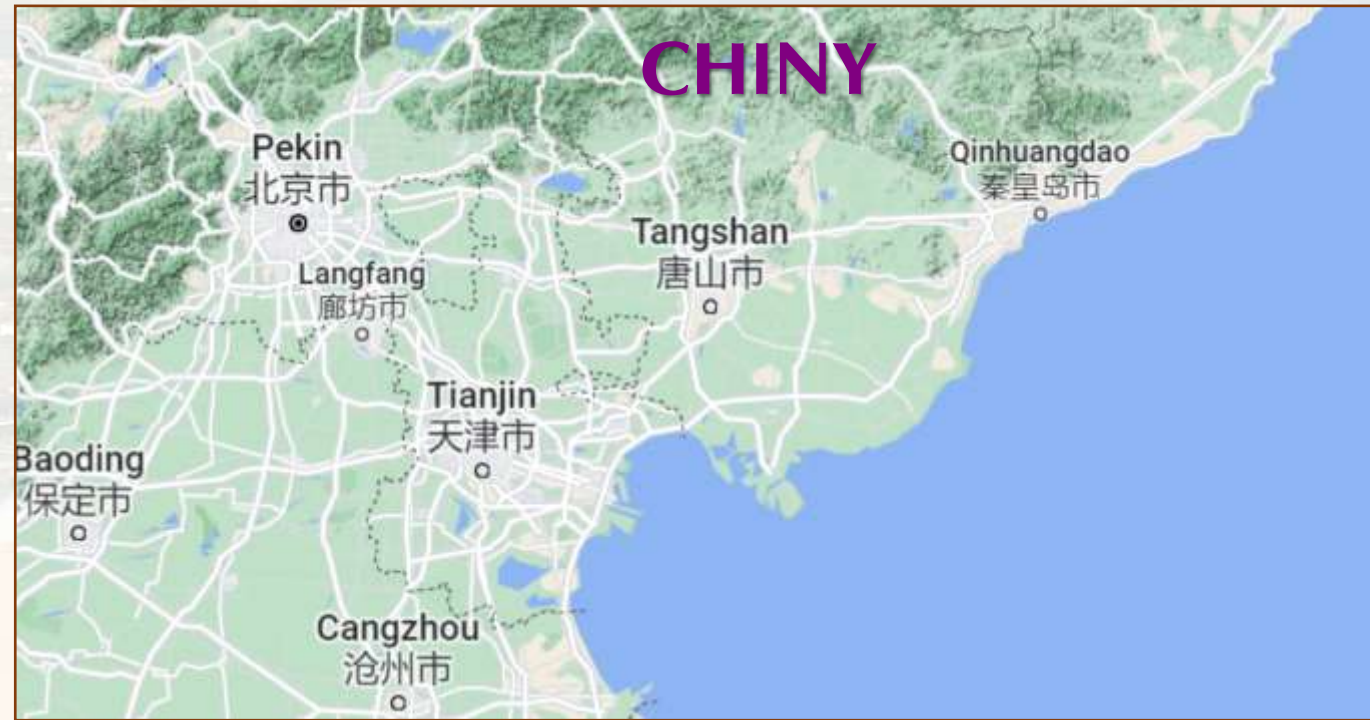 CHINY
Pekin
北京市
Qinhuangdao
秦皇岛市
Tangshan
唐山市
Langfang
廊坊市
Tianjin
天津市
Baoding
保定市
Cangzhou
沧州市